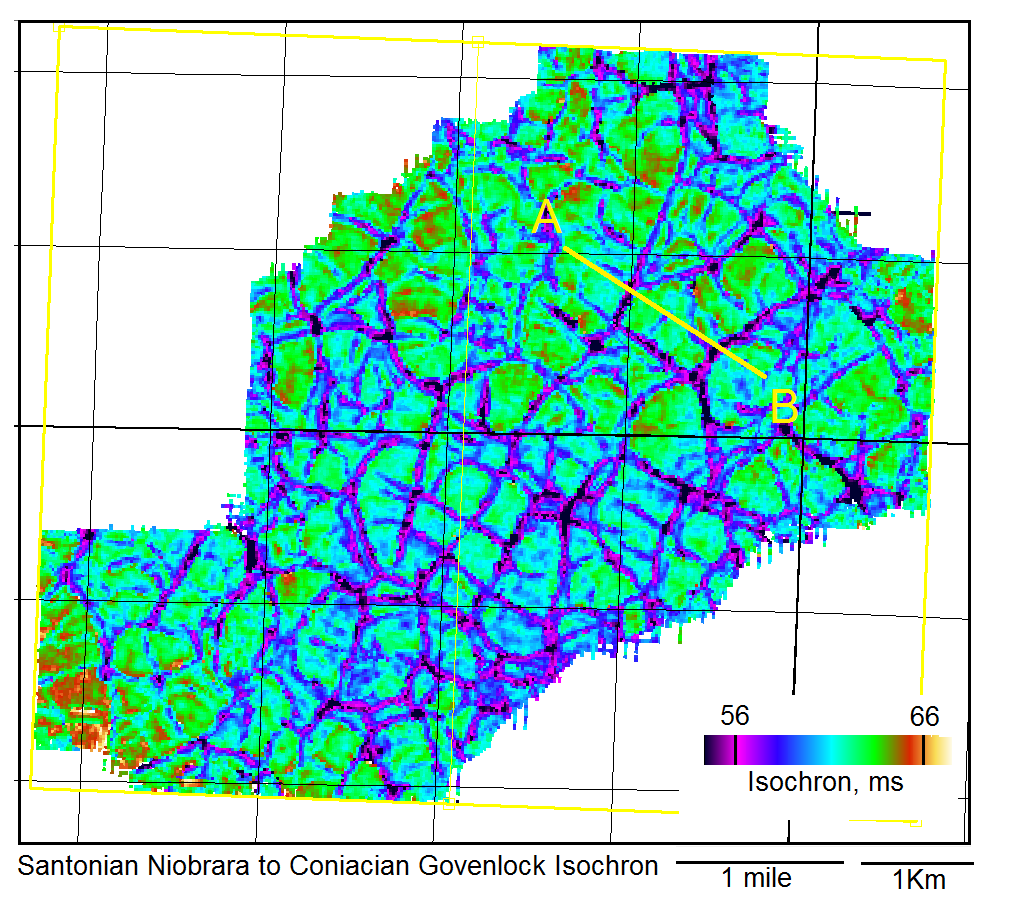 A
B
56 66
Isochron, ms
Santonian Niobrara to Coniacian Govenlock Isochron
1 mile
1Km